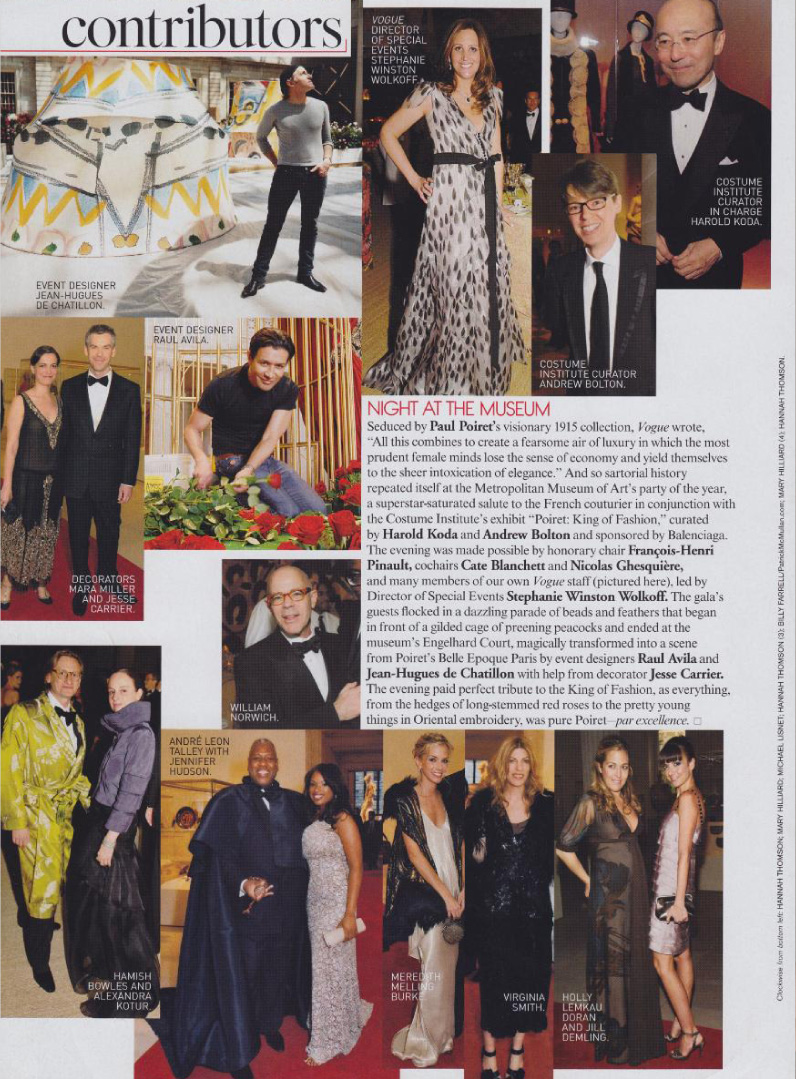 contributors
VOGUE
DIRECTOR
OF SPECIAL
EVENTS
STEPHANIE
WINSTON
WOLKOFF.
COSTUME
INSTITUTE
CURATOR
IN CHARGE
HAROLD KODA.
EVENT DESIGNER
JEAN-HUGUES
DE CHATILLON.
EVENT DESIGNER
RAUL AVILA.
COSTUME
INSTITUTE CURATOR
ANDREW BOLTON.
DECORATORS
MARA MILLER
AND JESSE
CARRIER.
NIGHT AT THE MUSEUM
Seduced by Paul Poiret's visionary 1915 collection, Vogue wrote,
“All this combines to create a fearsome air of luxury in which the most
prudent female minds lose the sense of economy and yield themselves
to the sheer intoxication of elegance.” And so sartorial history
repeated itself at the Metropolitan Museum of Art's party of the year,
a superstar-saturated salute to the French couturier in conjunction with
the Costume Institute's exhibit “Poiret: King of Fashion,” curated
by Harold Koda and Andrew Bolton and sponsored by Balenciaga.
The evening was made possible by honorary chair François-Henri
Pinault, cochairs Cate Blanchett and Nicolas Ghesquière,
and many members of our own Vogue staff (pictured here), led by
Director of Special Events Stephanie Winston Wolkoff. The gala's
guests flocked in a dazzling parade of beads and feathers that began
in front of a gilded cage of preening peacocks and ended at the
museum's Engelhard Court, magically transformed into a scene
from Poiret's Belle Epoque Paris by event designers Raul Avila and
Jean-Hugues de Chatillon with help from decorator Jesse Carrier.
The evening paid perfect tribute to the King of Fashion, as everything,
from the hedges of long-stemmed red roses to the pretty young
things in Oriental embroidery, was pure Poiret—par excellence. □
WILLIAM
NORWICH.
HAMISH
BOWLES AND
ALEXANDRA
KOTUR.
ANDRÉ LEON
TALLEY WITH
JENNIFER
HUDSON.
MEREDITH
MELLING
BURKE.
VIRGINIA
SMITH.
HOLLY
LEMKAU
DORAN
AND JILL
DEMLING.
Clockwise from bottom left: HANNAH THOMSON; MARY HILLIARD; MICHAEL LISNET; HANNAH THOMSON (3); BILLY FARRELL/PatrickMcMullan.com; MARY HILLIARD (4); HANNAH THOMSON.